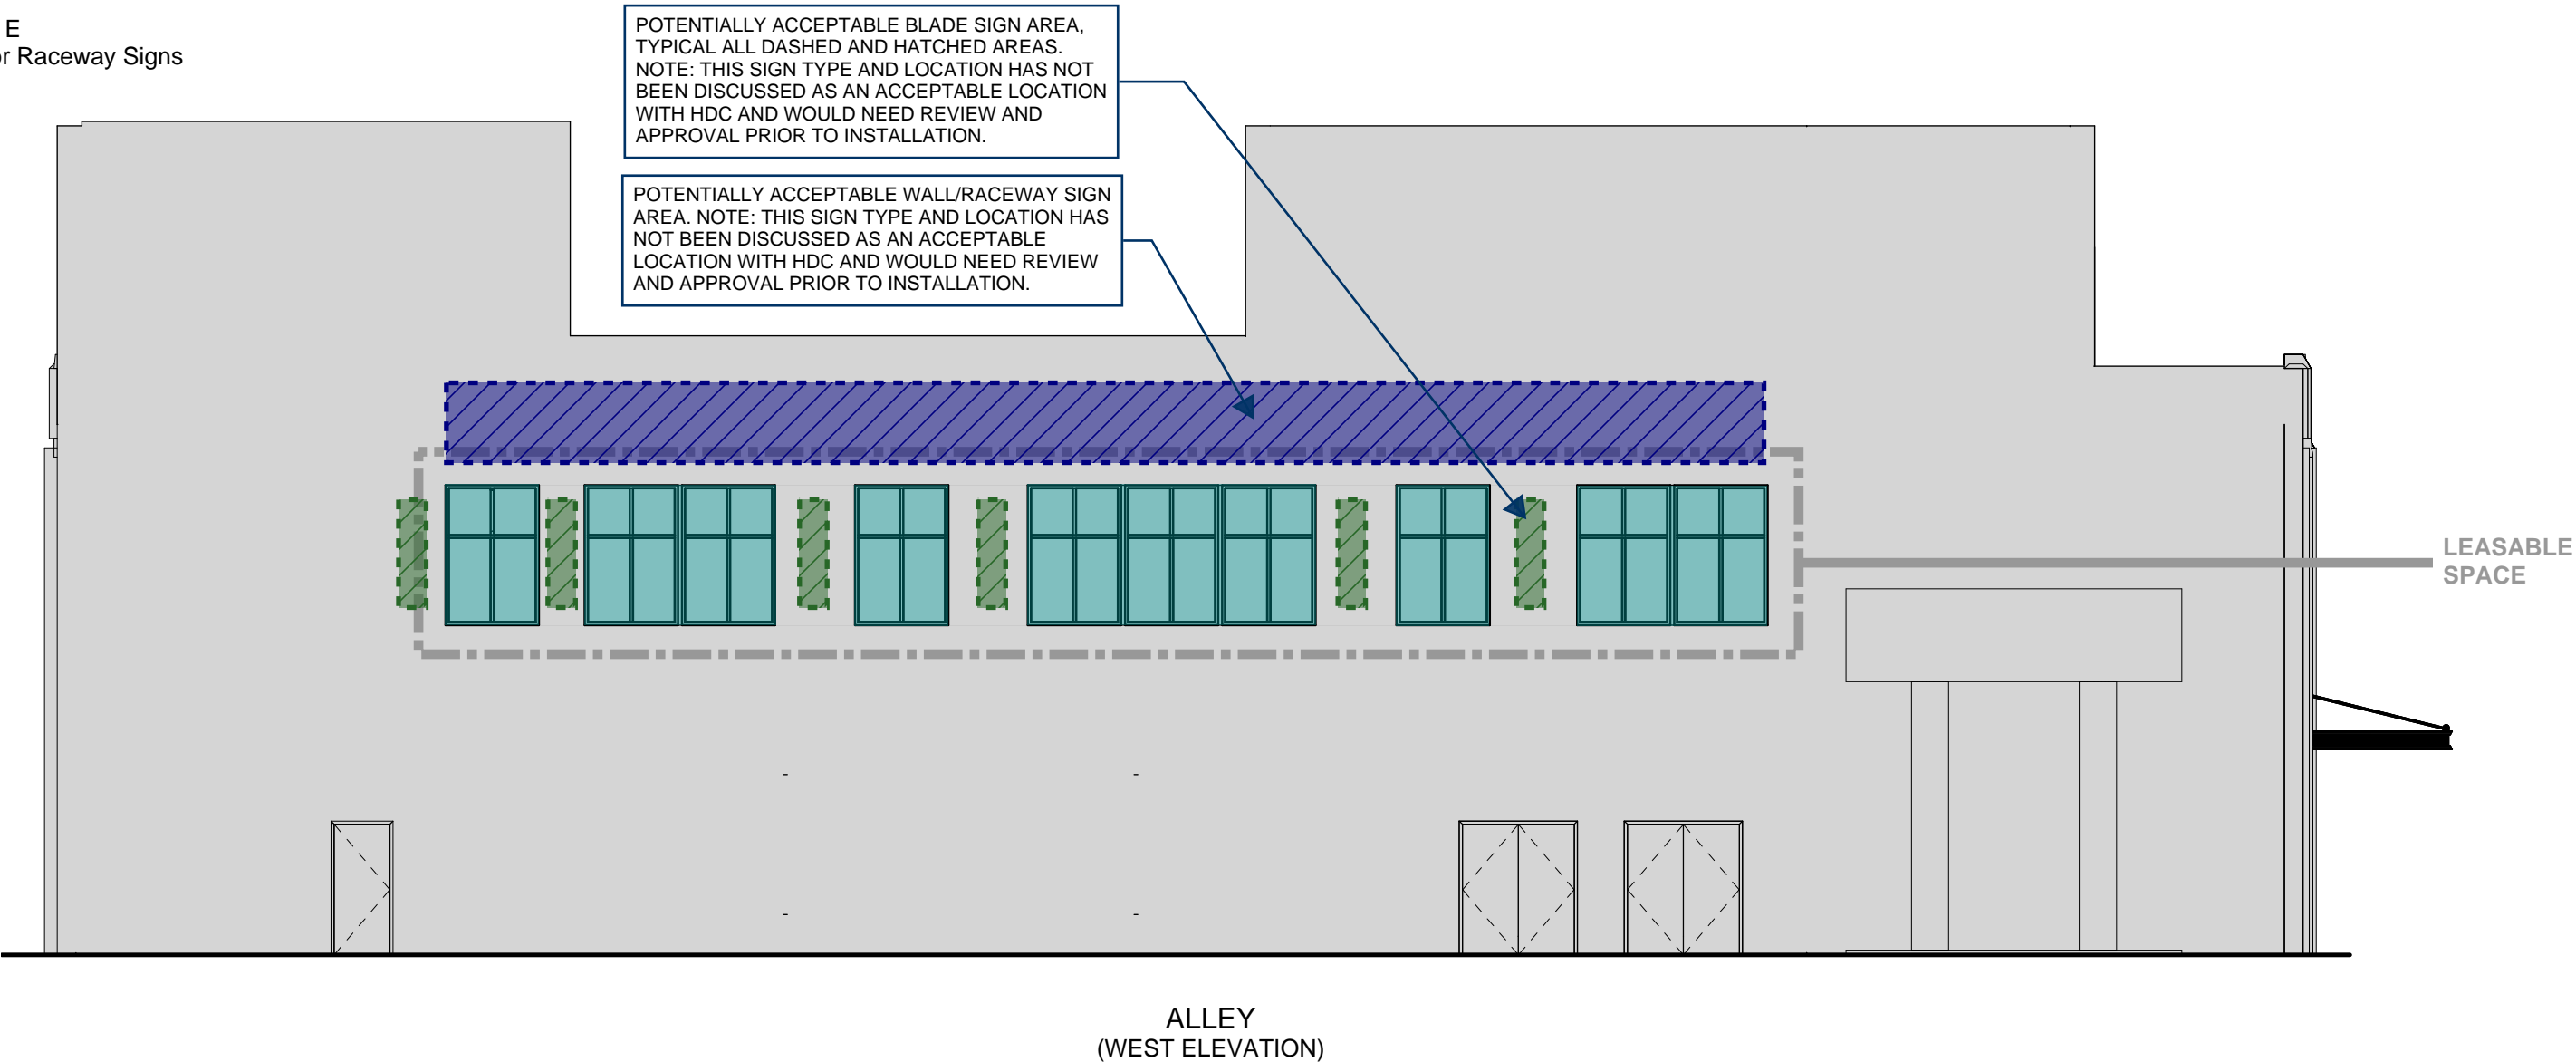 E
or Raceway Signs
POTENTIALLY ACCEPTABLE BLADE SIGN AREA,
TYPICAL ALL DASHED AND HATCHED AREAS.
NOTE: THIS SIGN TYPE AND LOCATION HAS NOT
BEEN DISCUSSED AS AN ACCEPTABLE LOCATION
WITH HDC AND WOULD NEED REVIEW AND
APPROVAL PRIOR TO INSTALLATION.
POTENTIALLY ACCEPTABLE WALL/RACEWAY SIGN
AREA. NOTE: THIS SIGN TYPE AND LOCATION HAS
NOT BEEN DISCUSSED AS AN ACCEPTABLE
LOCATION WITH HDC AND WOULD NEED REVIEW
AND APPROVAL PRIOR TO INSTALLATION.
LEASABLE
SPACE
ALLEY
(WEST ELEVATION)